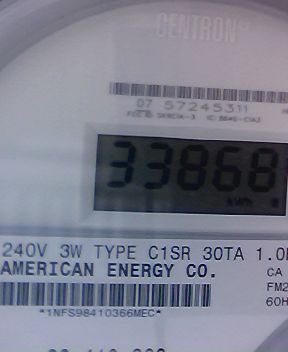 CENTRON®
07 57245311
33868
kWh
240V 3W TYPE C1SR 30TA 1.0
AMERICAN ENERGY CO.
CA
FM2
60H
*1NFS98410366MEC*